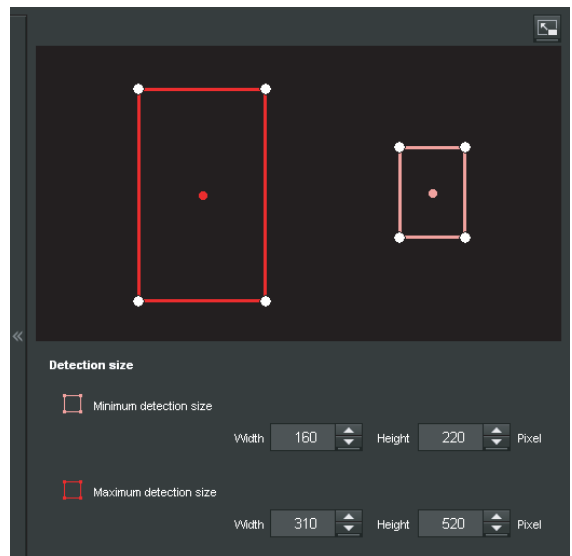 «
Detection size
Minimum detection size
Width 160 Height 220 Pixel
Maximum detection size
Width 310 Height 520 Pixel